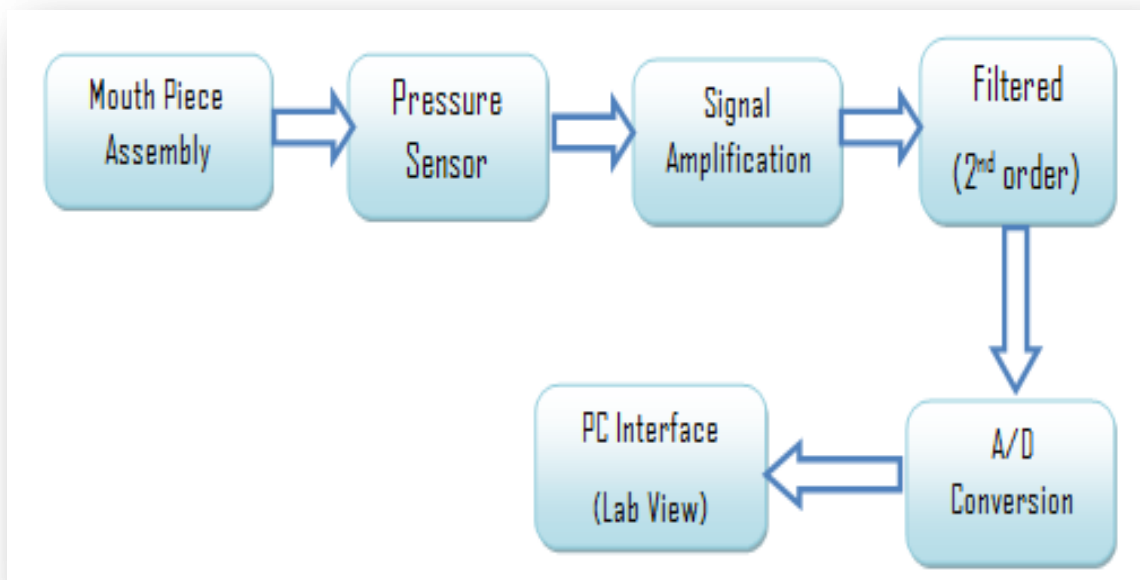 Mouth Piece
Assembly
Pressure
Sensor
Signal
Amplification
Filtered
(2nd order)
A/D
Conversion
PC Interface
(Lab View)